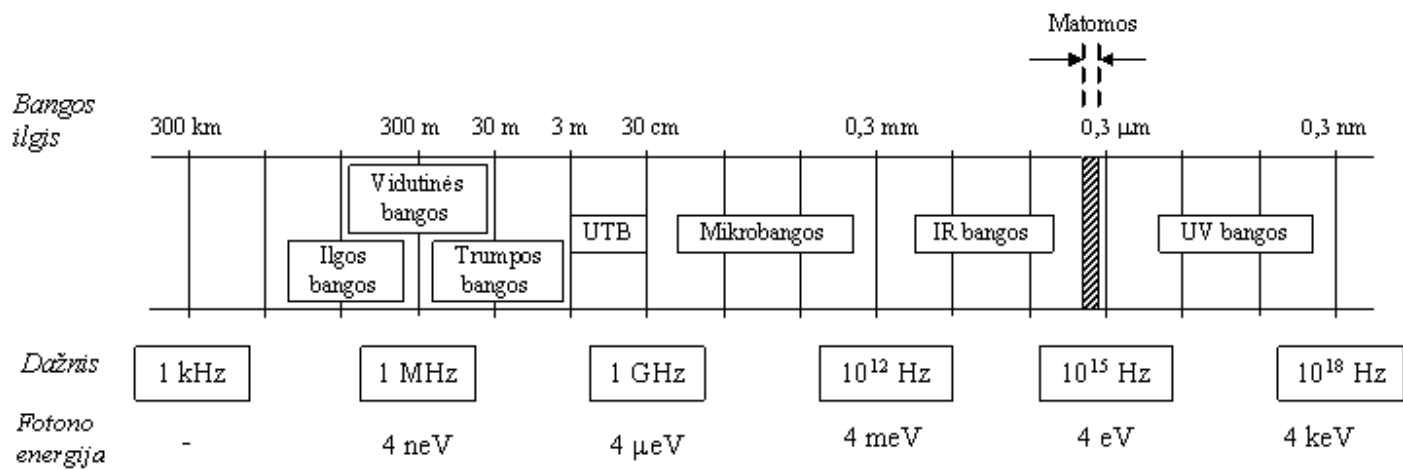 Matomos
Bangos
ilgis
300 km 300 m 30 m 3 m 30 cm 0,3 mm 0,3 μm 0,3 nm
Vidutinės
bangos
UTB Mikrobangos IR bangos UV bangos
Ilgos
bangos
Trumpos
bangos
Dažnis
1 kHz 1 MHz 1 GHz 10¹² Hz 10¹⁵ Hz 10¹⁸ Hz
Fotono
energija
- 4 neV 4 μeV 4 meV 4 eV 4 keV